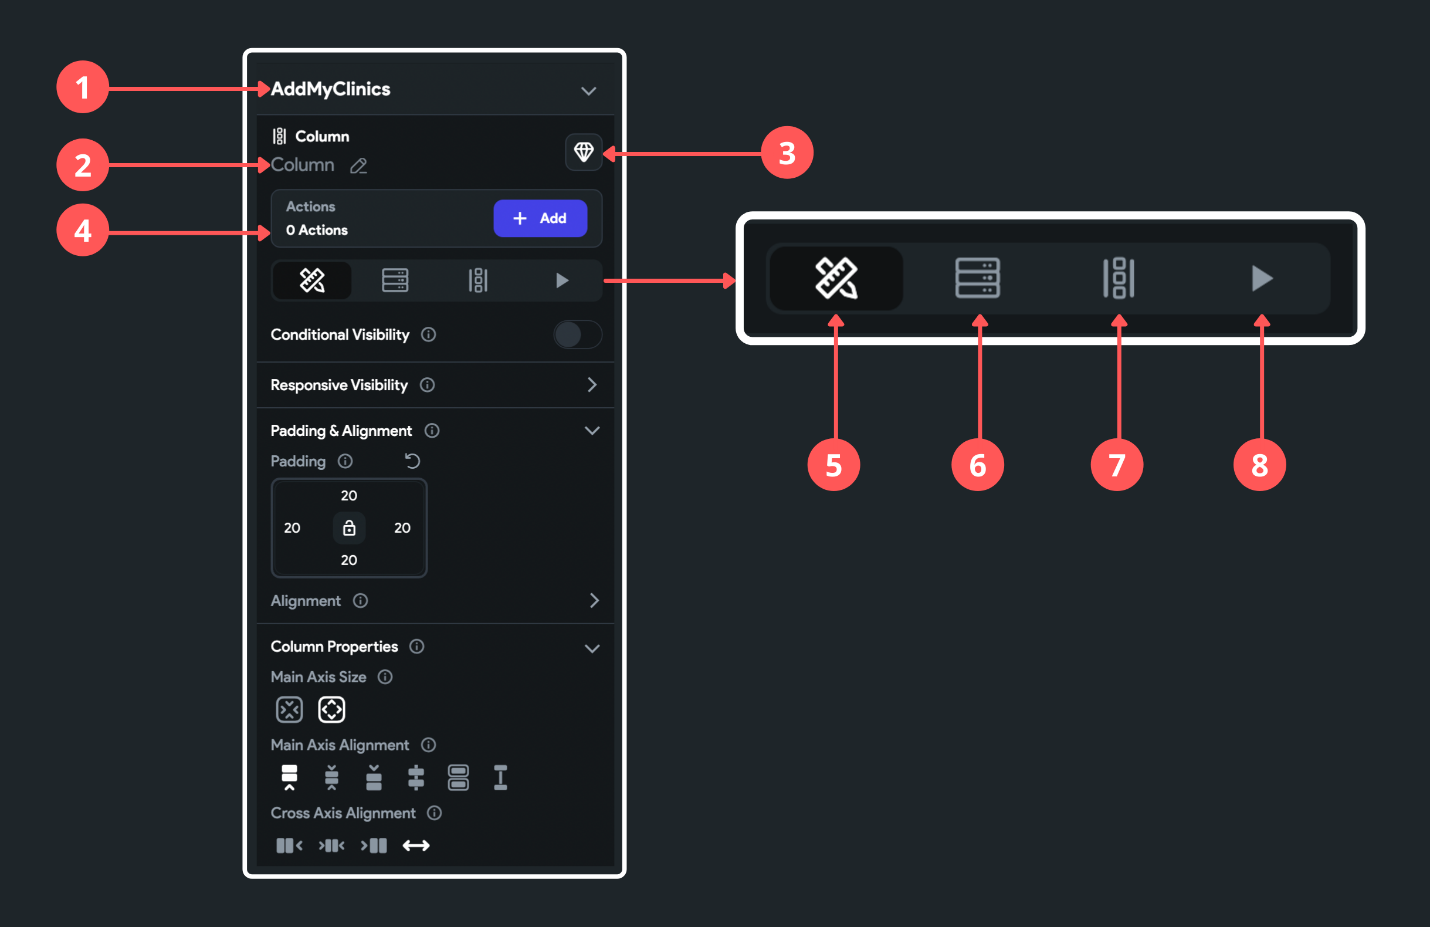 1
AddMyClinics
Column
2
Column
3
4
Actions
0 Actions
+ Add
Conditional Visibility
Responsive Visibility
Padding & Alignment
Padding
20
20 20
20
Alignment
Column Properties
Main Axis Size
Main Axis Alignment
Cross Axis Alignment
5 6 7 8